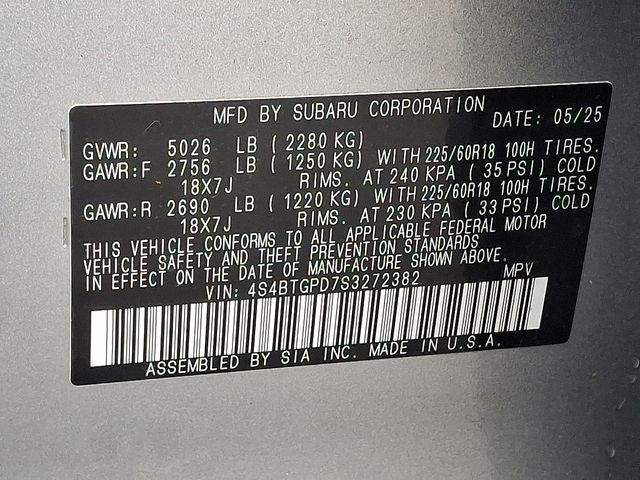 MFD BY SUBARU CORPORATION DATE: 05/25
GVWR: 5026 LB (2280 KG)
GAWR:F 2756 LB (1250 KG) WITH 225/60R18 100H TIRES.
18X7J RIMS. AT 240 KPA (35 PSI) COLD
GAWR:R 2690 LB (1220 KG) WITH 225/60R18 100H TIRES.
18X7J RIMS. AT 230 KPA (33 PSI) COLD
THIS VEHICLE CONFORMS TO ALL APPLICABLE FEDERAL MOTOR
VEHICLE SAFETY AND THEFT PREVENTION STANDARDS
IN EFFECT ON THE DATE OF MANUFACTURE SHOWN ABOVE.
VIN: 4S4BTGPD7S3272382 MPV
ASSEMBLED BY SIA INC. MADE IN U.S.A.